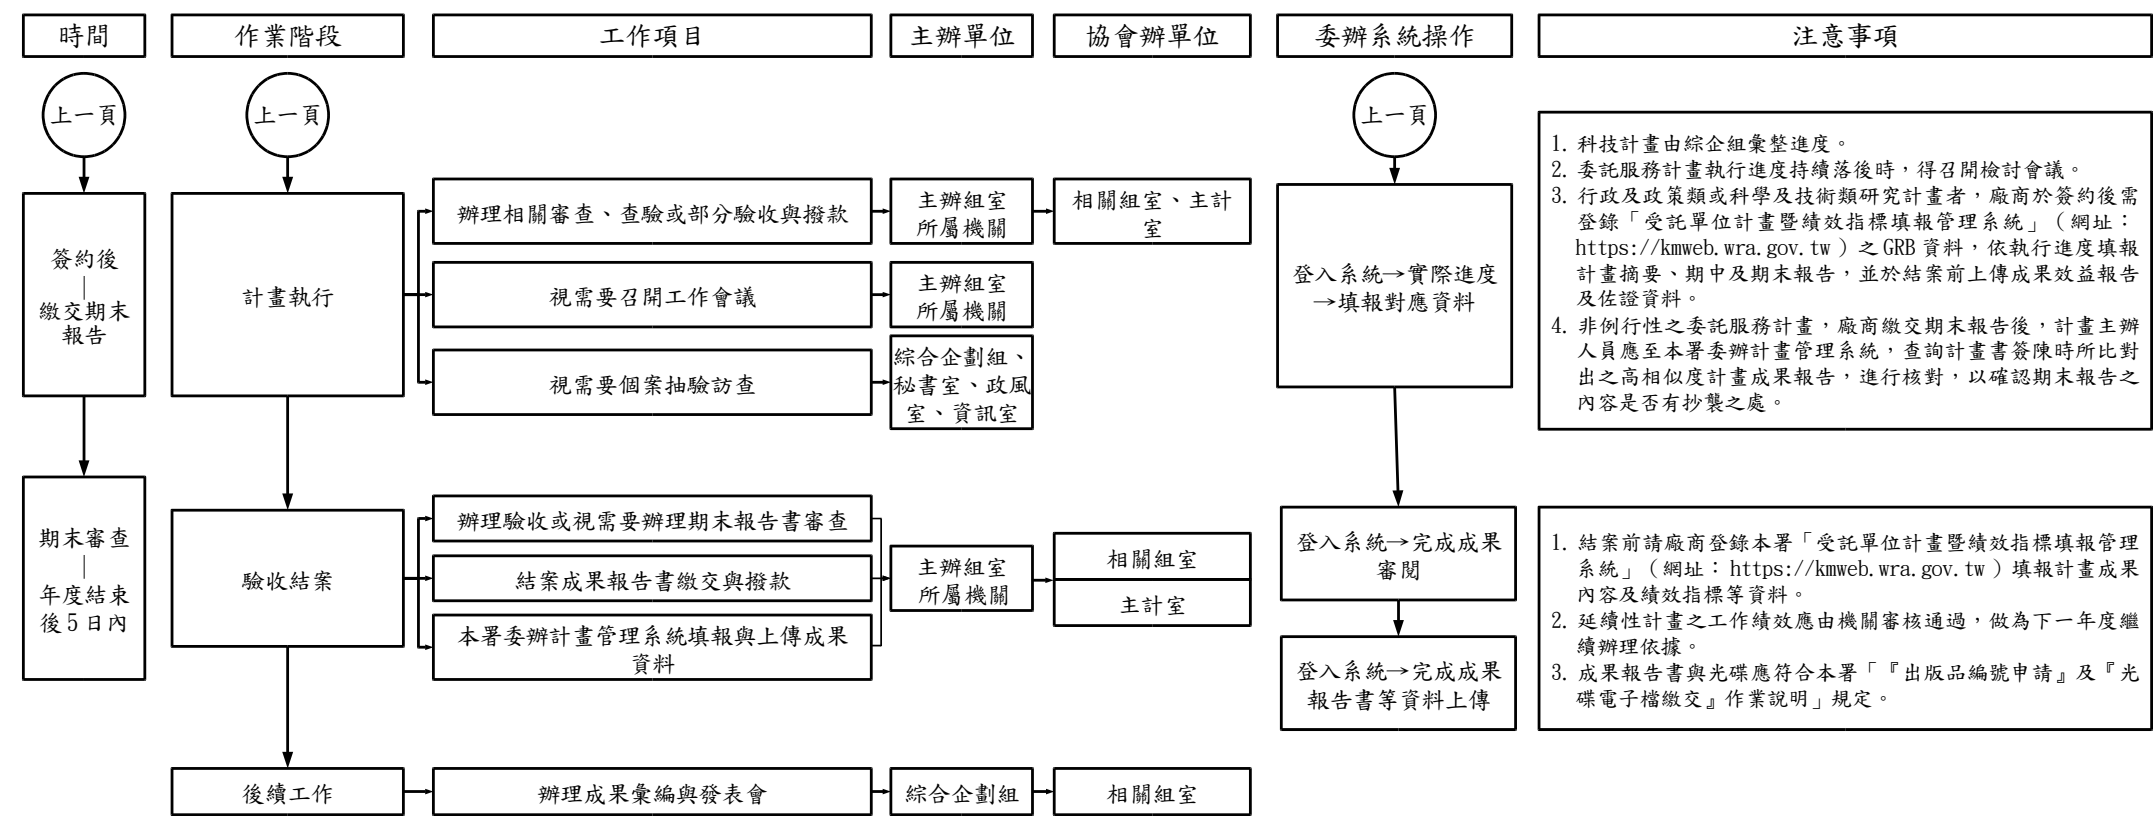 時間
作業階段
工作項目
主辦單位
協會辦單位
委辦系統操作
注意事項
上一頁
上一頁
上一頁
簽約後
|
繳交期末
報告
計畫執行
辦理相關審查、查驗或部分驗收與撥款
主辦組室
所屬機關
相關組室、主計
室
視需要召開工作會議
主辦組室
所屬機關
視需要個案抽驗訪查
綜合企劃組、
秘書室、政風
室、資訊室
登入系統→實際進度
→填報對應資料
1. 科技計畫由綜企組彙整進度。
2. 委託服務計畫執行進度持續落後時，得召開檢討會議。
3. 行政及政策類或科學及技術類研究計畫者，廠商於簽約後需
登錄「受託單位計畫暨績效指標填報管理系統」（網址：
https://kmweb.wra.gov.tw）之GRB資料，依執行進度填報
計畫摘要、期中及期末報告，並於結案前上傳成果效益報告
及佐證資料。
4. 非例行性之委託服務計畫，廠商繳交期末報告後，計畫主辦
人員應至本署委辦計畫管理系統，查詢計畫書簽陳時所比對
出之高相似度計畫成果報告，進行核對，以確認期末報告之
內容是否有抄襲之處。
期末審查
|
年度結束
後5日內
驗收結案
辦理驗收或視需要辦理期末報告書審查
結案成果報告書繳交與撥款
本署委辦計畫管理系統填報與上傳成果
資料
主辦組室
所屬機關
相關組室
主計室
登入系統→完成成果
審閱
登入系統→完成成果
報告書等資料上傳
1. 結案前請廠商登錄本署「受託單位計畫暨績效指標填報管理
系統」（網址：https://kmweb.wra.gov.tw）填報計畫成果
內容及績效指標等資料。
2. 延續性計畫之工作績效應由機關審核通過，做為下一年度繼
續辦理依據。
3. 成果報告書與光碟應符合本署「『出版品編號申請』及『光
碟電子檔繳交』作業說明」規定。
後續工作
辦理成果彙編與發表會
綜合企劃組
相關組室